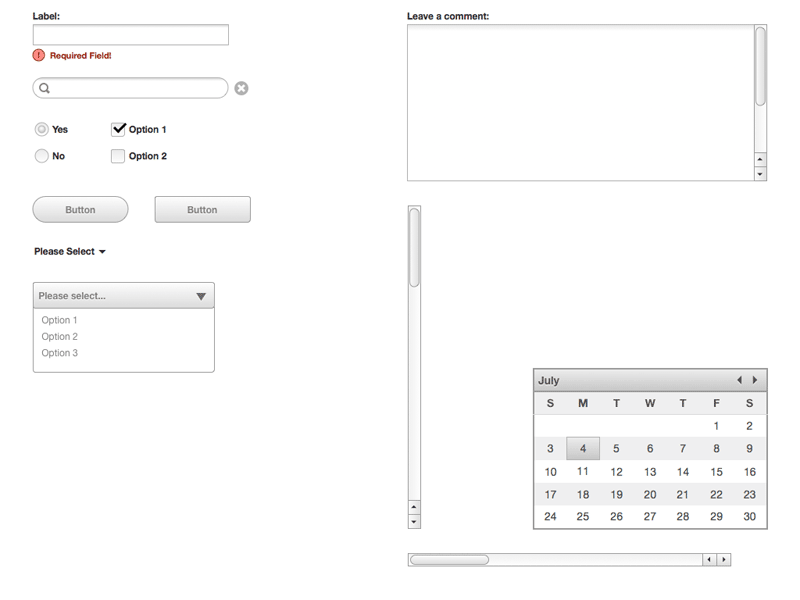 Label:
! Required Field!
Yes
Option 1
No
Option 2
Button
Button
Please Select
Please select...
Option 1
Option 2
Option 3
Leave a comment:
July
S M T W T F S
1 2
3 4 5 6 7 8 9
10 11 12 13 14 15 16
17 18 19 20 21 22 23
24 25 26 27 28 29 30